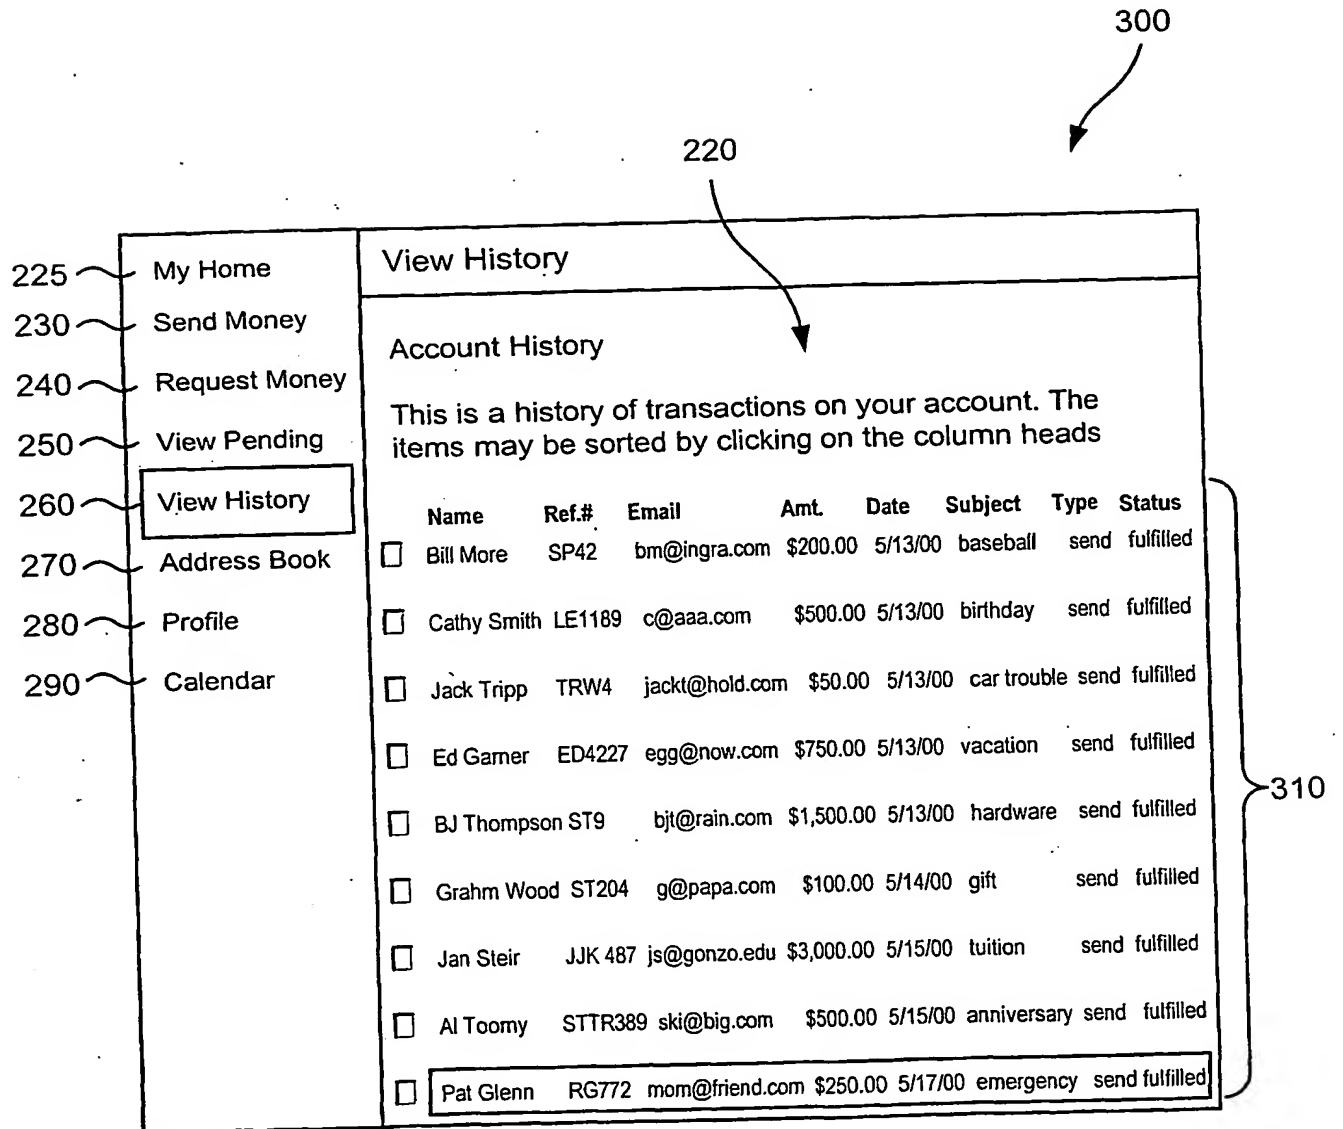 300
220
225 My Home
230 Send Money
240 Request Money
250 View Pending
260 View History
270 Address Book
280 Profile
290 Calendar
View History
Account History
This is a history of transactions on your account. The
items may be sorted by clicking on the column heads
Name Ref.# Email Amt. Date Subject Type Status
Bill More SP42 bm@ingra.com $200.00 5/13/00 baseball send fulfilled
Cathy Smith LE1189 c@aaa.com $500.00 5/13/00 birthday send fulfilled
Jack Tripp TRW4 jackt@hold.com $50.00 5/13/00 car trouble send fulfilled
Ed Garner ED4227 egg@now.com $750.00 5/13/00 vacation send fulfilled
BJ Thompson ST9 bjt@rain.com $1,500.00 5/13/00 hardware send fulfilled
Grahm Wood ST204 g@papa.com $100.00 5/14/00 gift send fulfilled
Jan Steir JJK 487 js@gonzo.edu $3,000.00 5/15/00 tuition send fulfilled
Al Toomy STTR389 ski@big.com $500.00 5/15/00 anniversary send fulfilled
Pat Glenn RG772 mom@friend.com $250.00 5/17/00 emergency send fulfilled
310